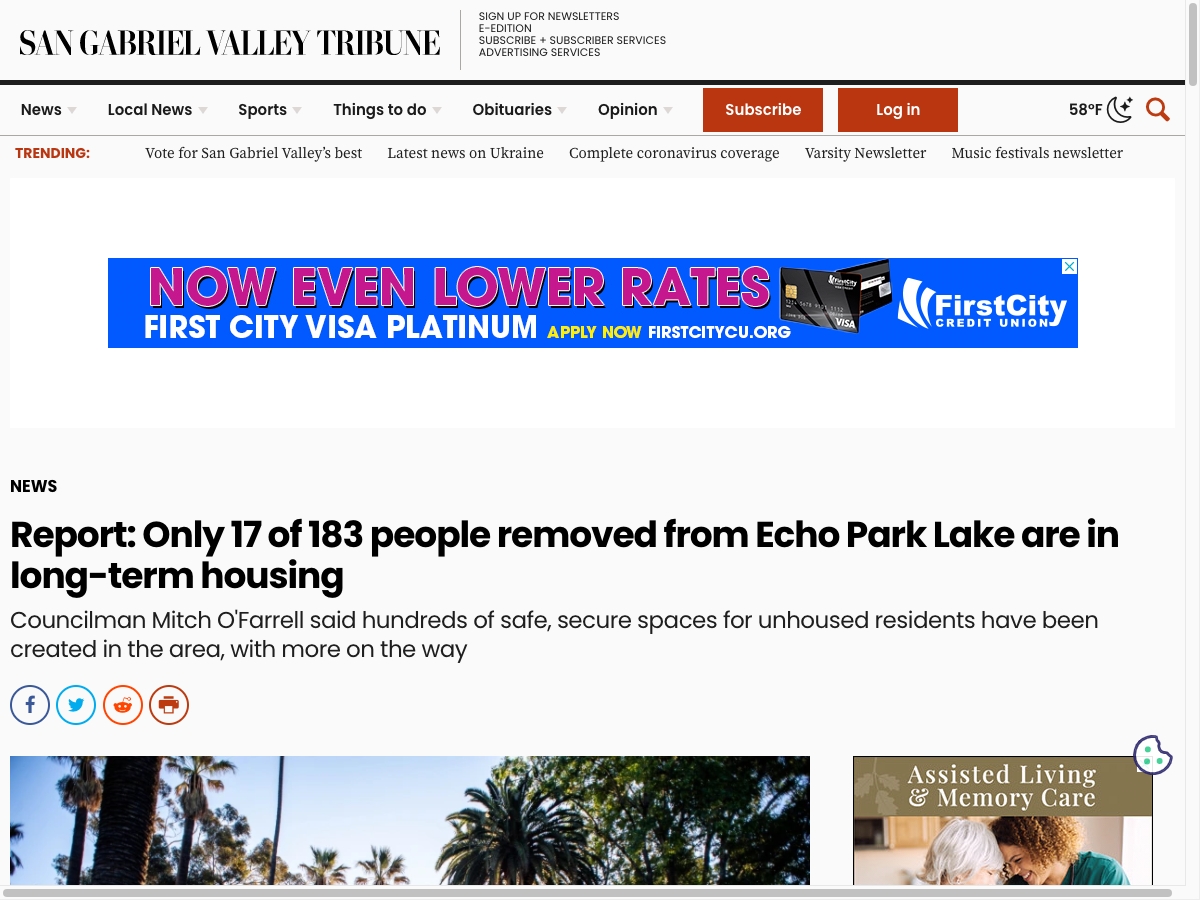 SAN GABRIEL VALLEY TRIBUNE
SIGN UP FOR NEWSLETTERS
E-EDITION
SUBSCRIBE + SUBSCRIBER SERVICES
ADVERTISING SERVICES
News Local News Sports Things to do Obituaries Opinion Subscribe Log in 58°F
TRENDING: Vote for San Gabriel Valley’s best Latest news on Ukraine Complete coronavirus coverage Varsity Newsletter Music festivals newsletter
NOW EVEN LOWER RATES
FIRST CITY VISA PLATINUM APPLY NOW FIRSTCITYCU.ORG
VISA
FirstCity
CREDIT UNION
NEWS
Report: Only 17 of 183 people removed from Echo Park Lake are in
long-term housing
Councilman Mitch O'Farrell said hundreds of safe, secure spaces for unhoused residents have been
created in the area, with more on the way
Assisted Living
& Memory Care